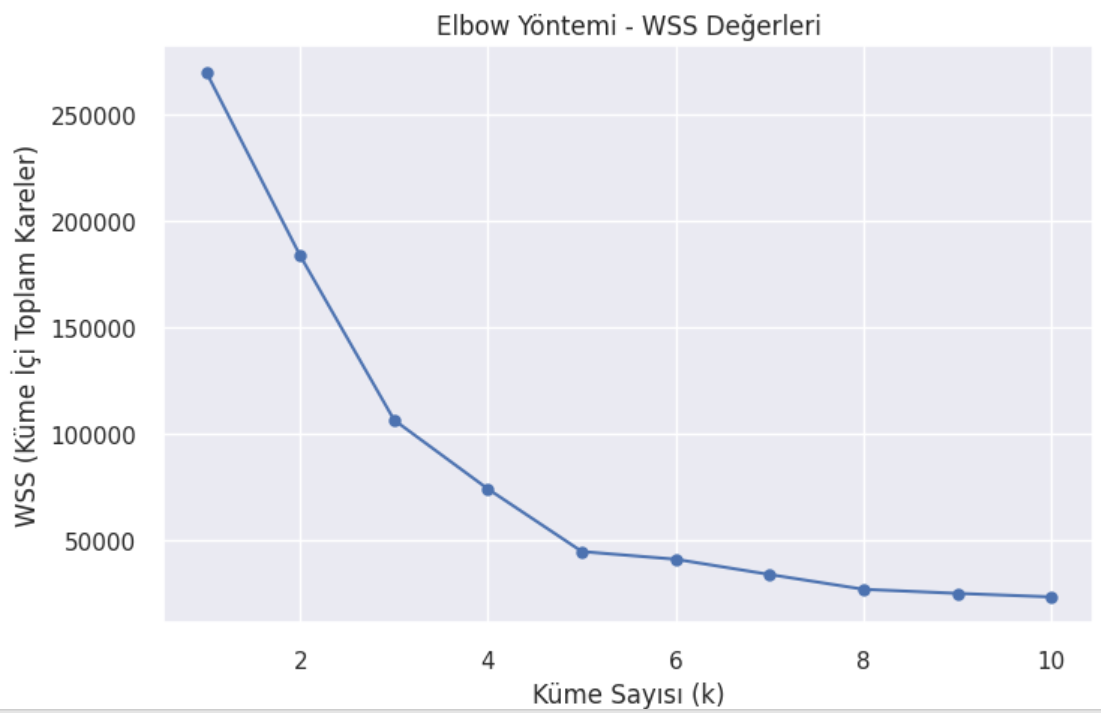 Elbow Yöntemi - WSS Değerleri
WSS (Küme İçi Toplam Kareler)
250000
200000
150000
100000
50000
2 4 6 8 10
Küme Sayısı (k)